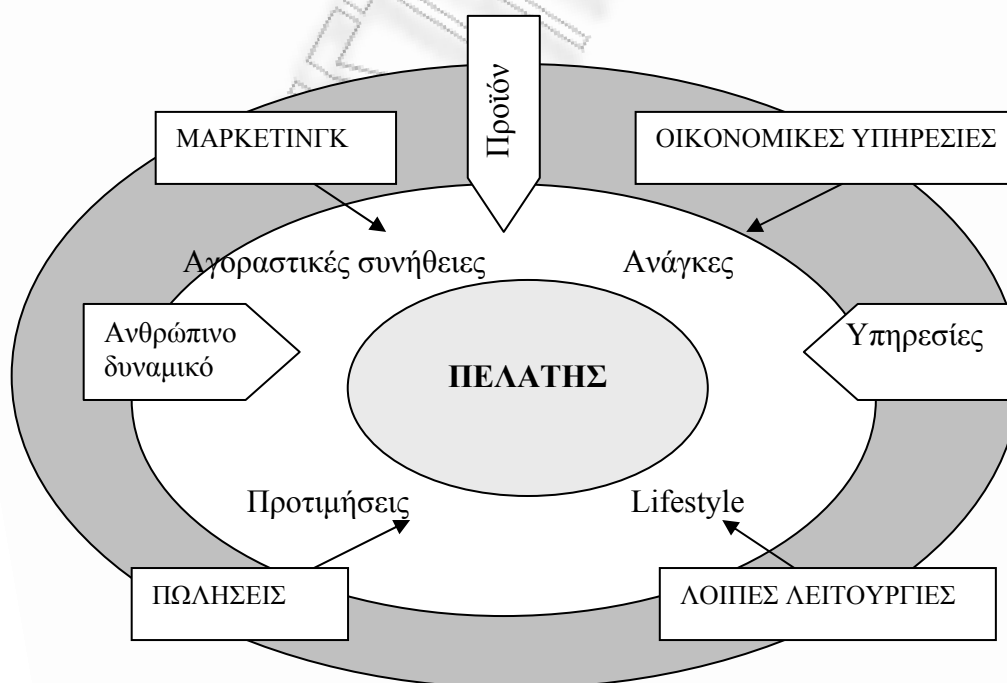 Προϊόν
ΜΑΡΚΕΤΙΝΓΚ
ΟΙΚΟΝΟΜΙΚΕΣ ΥΠΗΡΕΣΙΕΣ
Αγοραστικές συνήθειες
Ανάγκες
Ανθρώπινο
δυναμικό
ΠΕΛΑΤΗΣ
Υπηρεσίες
Προτιμήσεις
Lifestyle
ΠΩΛΗΣΕΙΣ
ΛΟΙΠΕΣ ΛΕΙΤΟΥΡΓΙΕΣ